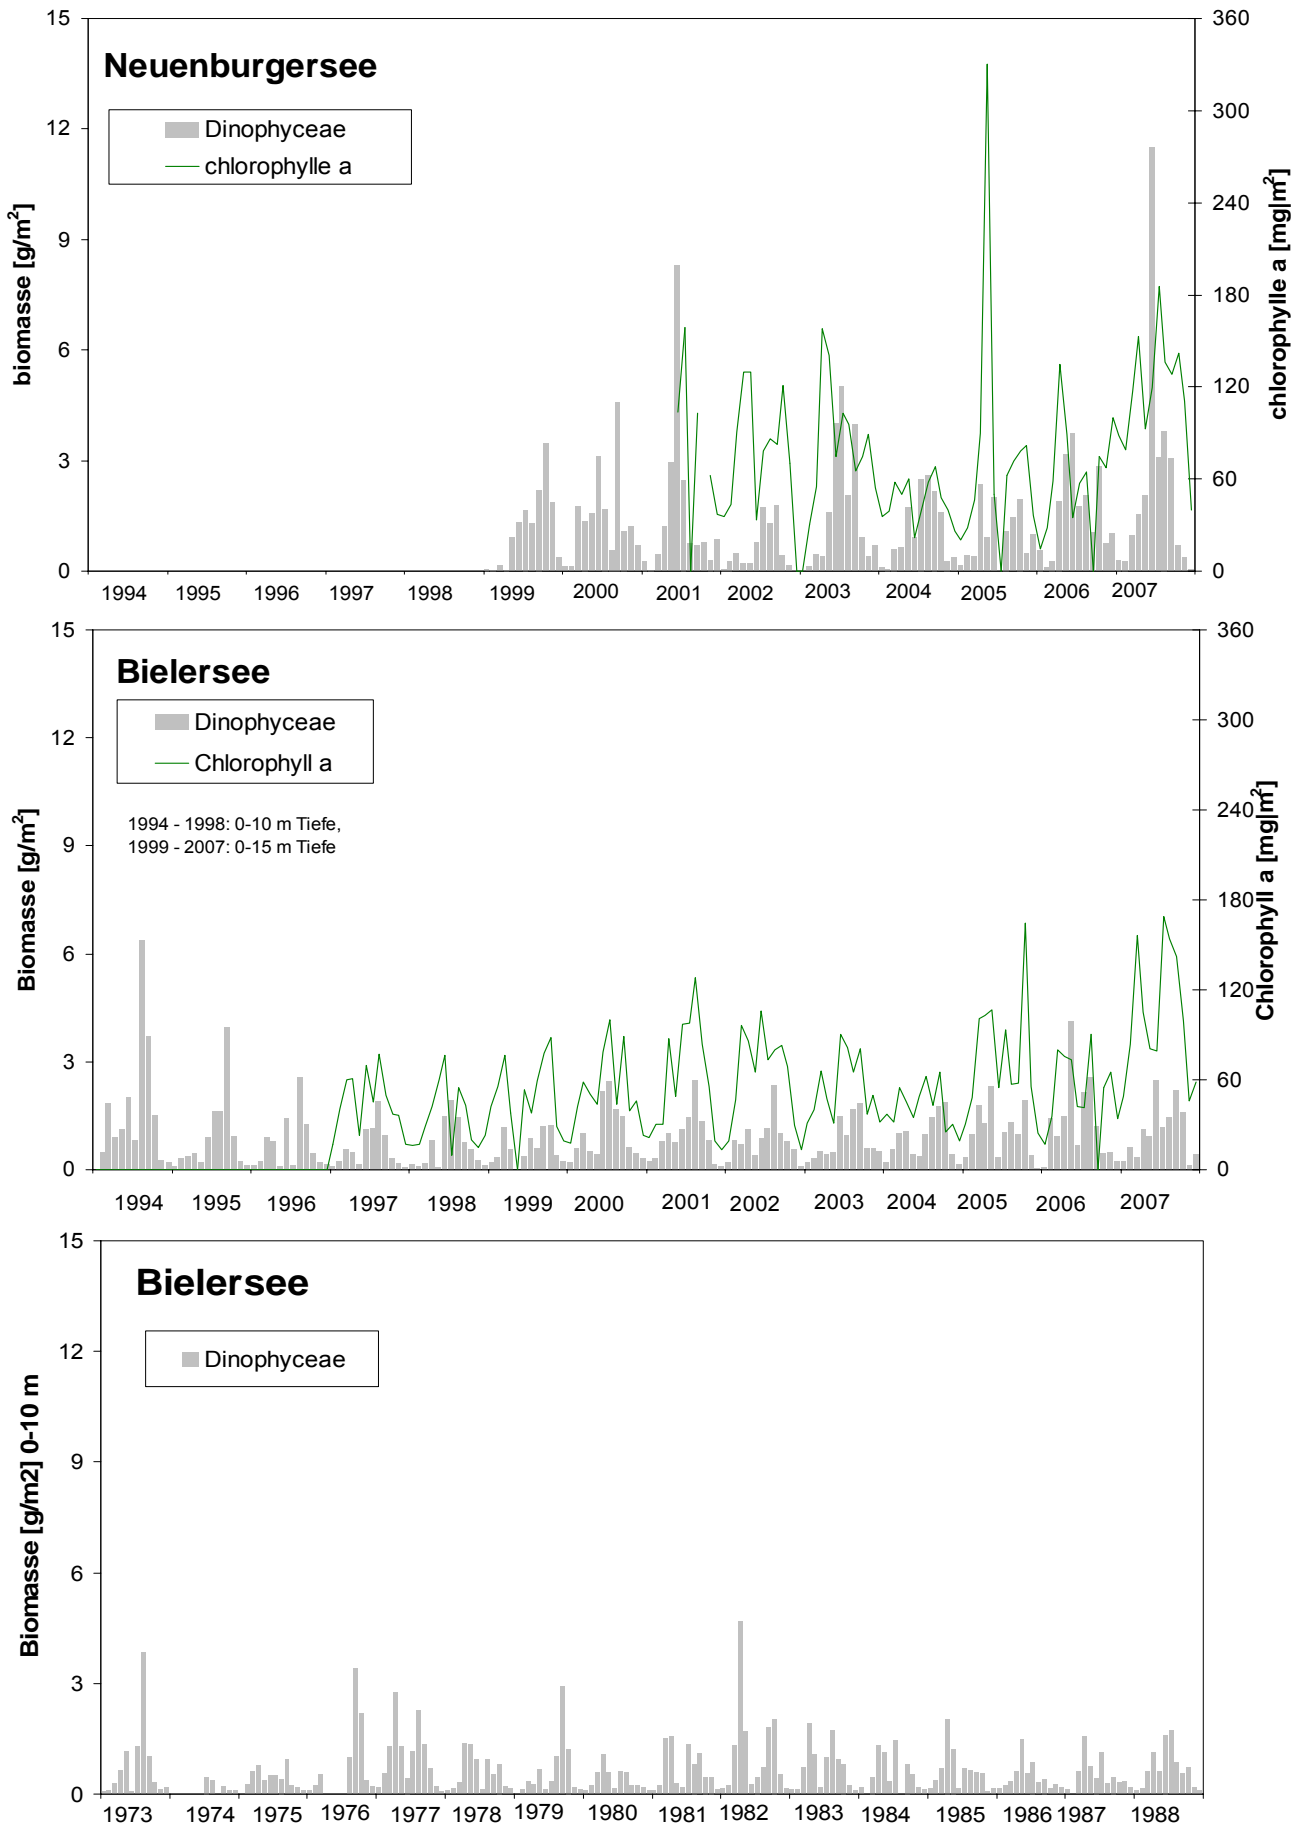 Neuenburgersee
Dinophyceae
chlorophylle a
biomasse [g/m²]
15
12
9
6
3
0
chlorophylle a [mg|m²]
360
300
240
180
120
60
0
1994 1995 1996 1997 1998 1999 2000 2001 2002 2003 2004 2005 2006 2007
Bielersee
Dinophyceae
Chlorophyll a
1994 - 1998: 0-10 m Tiefe,
1999 - 2007: 0-15 m Tiefe
Biomasse [g/m²]
15
12
9
6
3
0
Chlorophyll a [mg|m²]
360
300
240
180
120
60
0
1994 1995 1996 1997 1998 1999 2000 2001 2002 2003 2004 2005 2006 2007
Bielersee
Dinophyceae
Biomasse [g/m2] 0-10 m
15
12
9
6
3
0
1973 1974 1975 1976 1977 1978 1979 1980 1981 1982 1983 1984 1985 1986 1987 1988